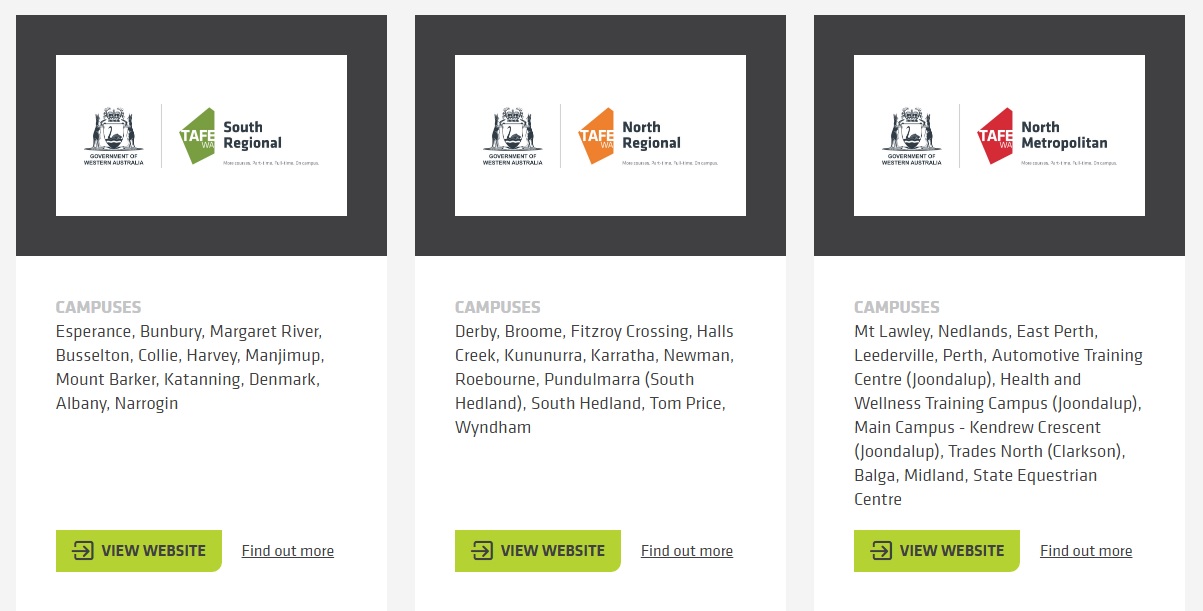 GOVERNMENT OF
WESTERN AUSTRALIA
TAFE
WA
South
Regional
More courses. Part-time. Full-time. On campus.
CAMPUSES
Esperance, Bunbury, Margaret River,
Busselton, Collie, Harvey, Manjimup,
Mount Barker, Katanning, Denmark,
Albany, Narrogin
VIEW WEBSITE
Find out more
GOVERNMENT OF
WESTERN AUSTRALIA
TAFE
WA
North
Regional
More courses. Part-time. Full-time. On campus.
CAMPUSES
Derby, Broome, Fitzroy Crossing, Halls
Creek, Kununurra, Karratha, Newman,
Roebourne, Pundulmarra (South
Hedland), South Hedland, Tom Price,
Wyndham
VIEW WEBSITE
Find out more
GOVERNMENT OF
WESTERN AUSTRALIA
TAFE
WA
North
Metropolitan
More courses. Part-time. Full-time. On campus.
CAMPUSES
Mt Lawley, Nedlands, East Perth,
Leederville, Perth, Automotive Training
Centre (Joondalup), Health and
Wellness Training Campus (Joondalup),
Main Campus - Kendrew Crescent
(Joondalup), Trades North (Clarkson),
Balga, Midland, State Equestrian
Centre
VIEW WEBSITE
Find out more